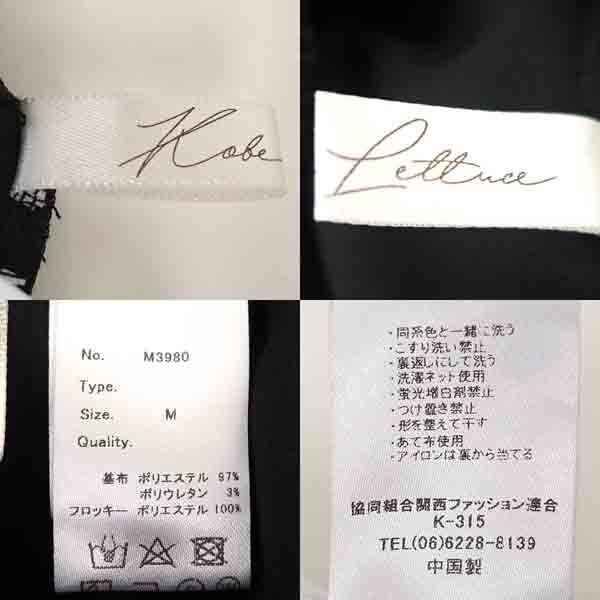 Kobe
Lettuce
No. M3980
Type.
Size. M
Quality.
基布 ポリエステル 97%
ポリウレタン 3%
フロッキー ポリエステル 100%
・同系色と一緒に洗う
・こすり洗い禁止
・裏返しにして洗う
・洗濯ネット使用
・蛍光増白剤禁止
・つけ置き禁止
・形を整えて干す
・あて布使用
・アイロンは裏から当てる
協同組合関西ファッション連合
K-315
TEL(06)6228-8139
中国製